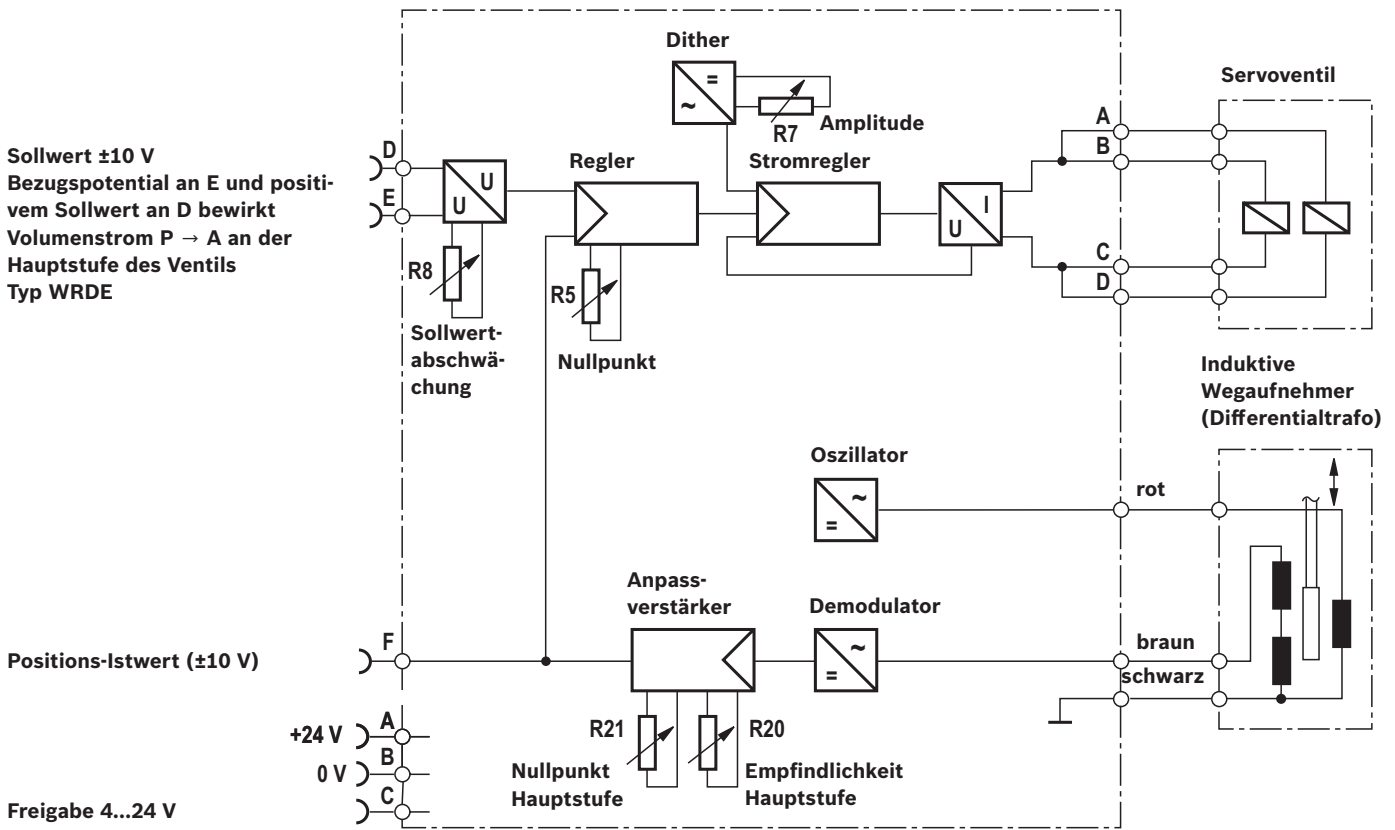 Dither
Servoventil
=
~
R7
Amplitude
A
B
Sollwert ±10 V
Bezugspotential an E und positi-
vem Sollwert an D bewirkt
Volumenstrom P → A an der
Hauptstufe des Ventils
Typ WRDE
D
E
U
U
Regler
Stromregler
I
U
C
D
R8
Sollwert-
abschwä-
chung
R5
Nullpunkt
Induktive
Wegaufnehmer
(Differentialtrafo)
Oszillator
~
=
rot
Anpass-
verstärker
Demodulator
~
=
braun
schwarz
Positions-Istwert (±10 V)
F
R21
R20
Nullpunkt
Hauptstufe
Empfindlichkeit
Hauptstufe
+24 V
A
0 V
B
Freigabe 4...24 V
C